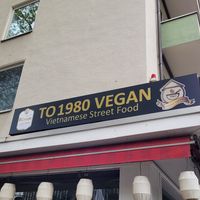 TO 1980 VEGAN
Vietnamese Street Food